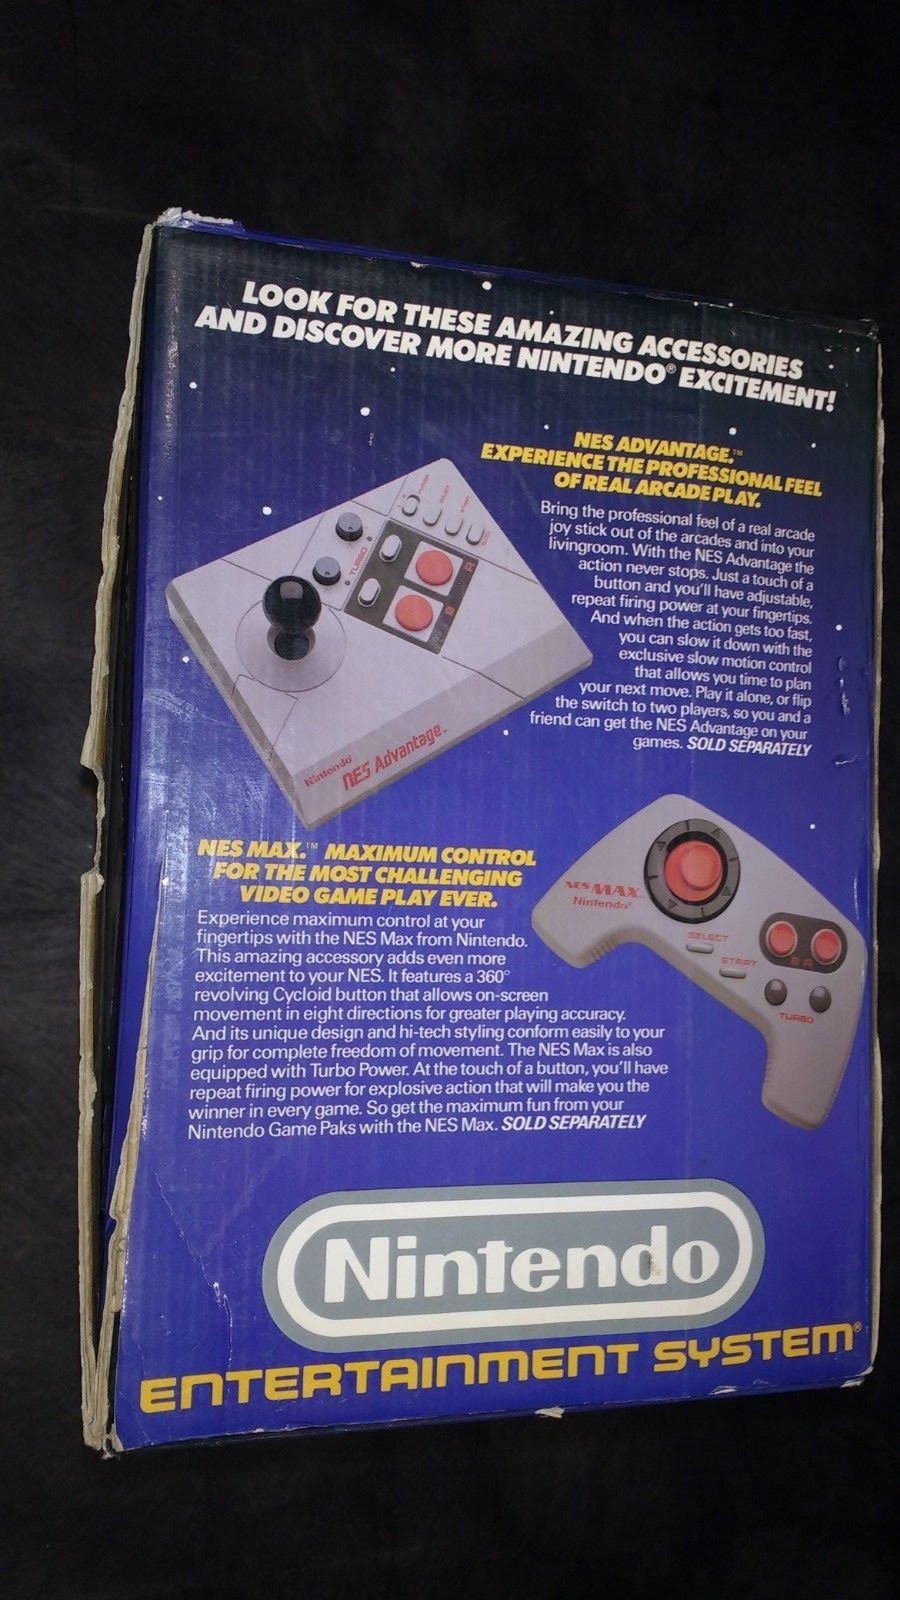 LOOK FOR THESE AMAZING ACCESSORIES
AND DISCOVER MORE NINTENDO® EXCITEMENT!
NES ADVANTAGE.™
EXPERIENCE THE PROFESSIONAL FEEL
OF REAL ARCADE PLAY.
Bring the professional feel of a real arcade
joy stick out of the arcades and into your
livingroom. With the NES Advantage the
action never stops. Just a touch of a
button and you'll have adjustable,
repeat firing power at your fingertips.
And when the action gets too fast,
you can slow it down with the
exclusive slow motion control
that allows you time to plan
your next move. Play it alone, or flip
the switch to two players, so you and a
friend can get the NES Advantage on your
games. SOLD SEPARATELY
TURBO
A
B
Nintendo
NES Advantage™
NES MAX.™ MAXIMUM CONTROL
FOR THE MOST CHALLENGING
VIDEO GAME PLAY EVER.
Experience maximum control at your
fingertips with the NES Max from Nintendo.
This amazing accessory adds even more
excitement to your NES. It features a 360°
revolving Cycloid button that allows on-screen
movement in eight directions for greater playing accuracy.
And its unique design and hi-tech styling conform easily to your
grip for complete freedom of movement. The NES Max is also
equipped with Turbo Power. At the touch of a button, you'll have
repeat firing power for explosive action that will make you the
winner in every game. So get the maximum fun from your
Nintendo Game Paks with the NES Max. SOLD SEPARATELY
NES MAX™
Nintendo®
SELECT
START
B A
TURBO
Nintendo
ENTERTAINMENT SYSTEM®